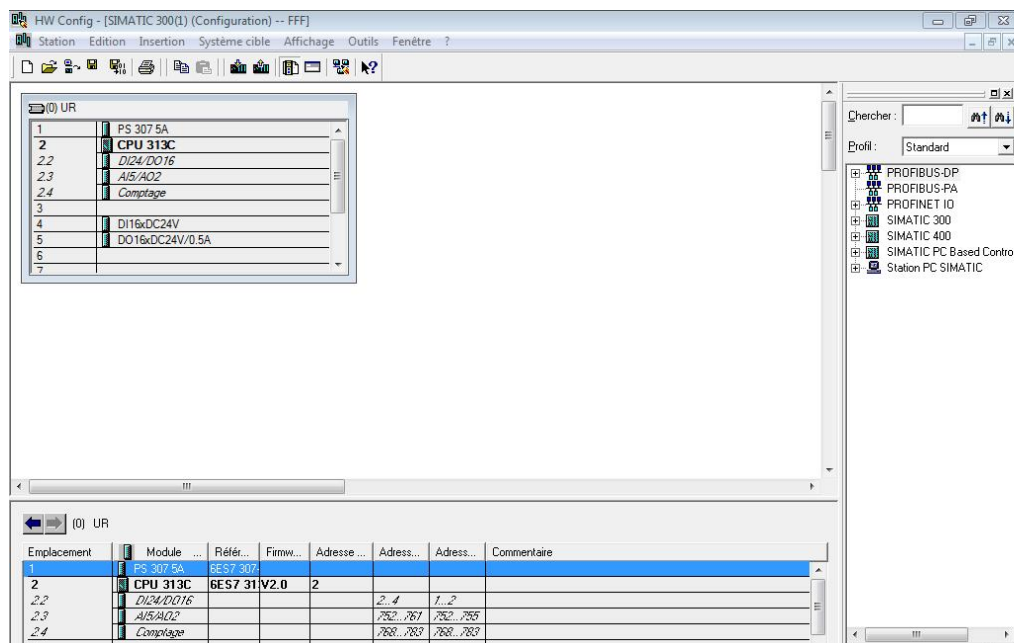 HW Config - [SIMATIC 300(1) (Configuration) -- FFF]
Station Edition Insertion Système cible Affichage Outils Fenêtre ?
(0) UR
1 PS 307 5A
2 CPU 313C
2.2 DI24/DO16
2.3 AI5/AO2
2.4 Comptage
3
4 DI16xDC24V
5 DO16xDC24V/0.5A
6
7
Chercher :
Profil : Standard
PROFIBUS-DP
PROFIBUS-PA
PROFINET IO
SIMATIC 300
SIMATIC 400
SIMATIC PC Based Contro
Station PC SIMATIC
(0) UR
Emplacement Module ... Référ... Firmw... Adresse ... Adress... Adress... Commentaire
1 PS 307 5A 6ES7 307-
2 CPU 313C 6ES7 31 V2.0 2
2.2 DI24/DO16 2...4 1...2
2.3 AI5/AO2 752...761 752...755
2.4 Comptage 768...783 768...783